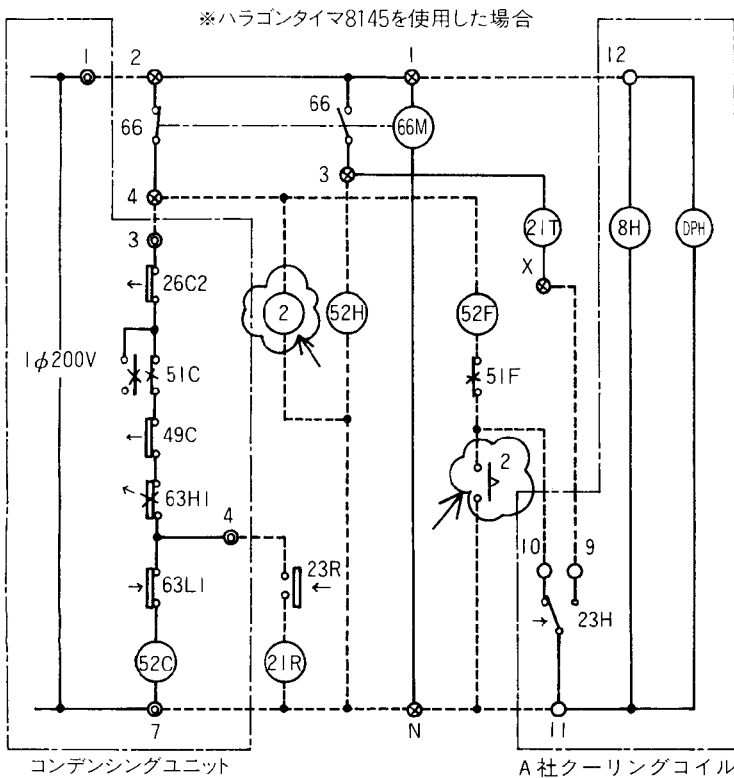 ※ハラゴンタイマ8145を使用した場合
1
2
1
12
66
66
66M
3
4
3
21T
8H
DPH
26C2
X
2
52H
52F
1φ200V
51C
51F
49C
2
63H1
4
10
9
23R
63L1
23H
52C
21R
7
N
11
コンデンシングユニット
A社クーリングコイル